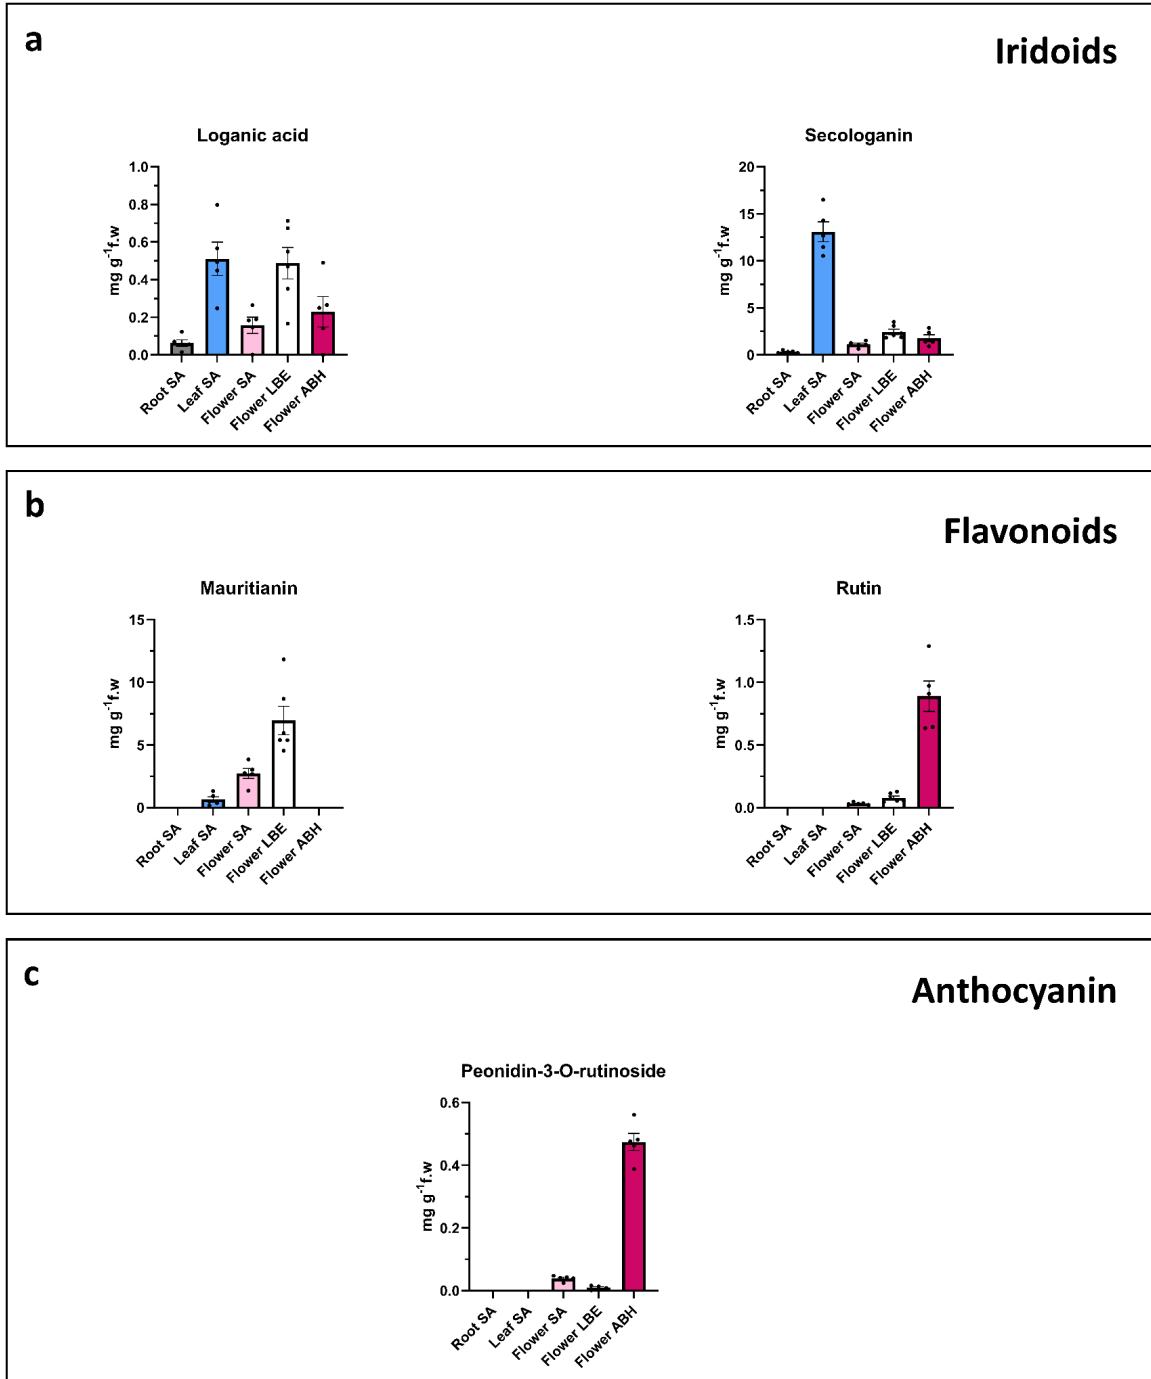 a
Iridoids
Loganic acid
1.0
0.8
0.6
0.4
0.2
0.0
mg g⁻¹f.w
Root SA
Leaf SA
Flower SA
Flower LBE
Flower ABH
Secologanin
20
15
10
5
0
mg g⁻¹f.w
Root SA
Leaf SA
Flower SA
Flower LBE
Flower ABH
b
Flavonoids
Mauritianin
15
10
5
0
mg g⁻¹f.w
Root SA
Leaf SA
Flower SA
Flower LBE
Flower ABH
Rutin
1.5
1.0
0.5
0.0
mg g⁻¹f.w
Root SA
Leaf SA
Flower SA
Flower LBE
Flower ABH
c
Anthocyanin
Peonidin-3-O-rutinoside
0.6
0.4
0.2
0.0
mg g⁻¹f.w
Root SA
Leaf SA
Flower SA
Flower LBE
Flower ABH